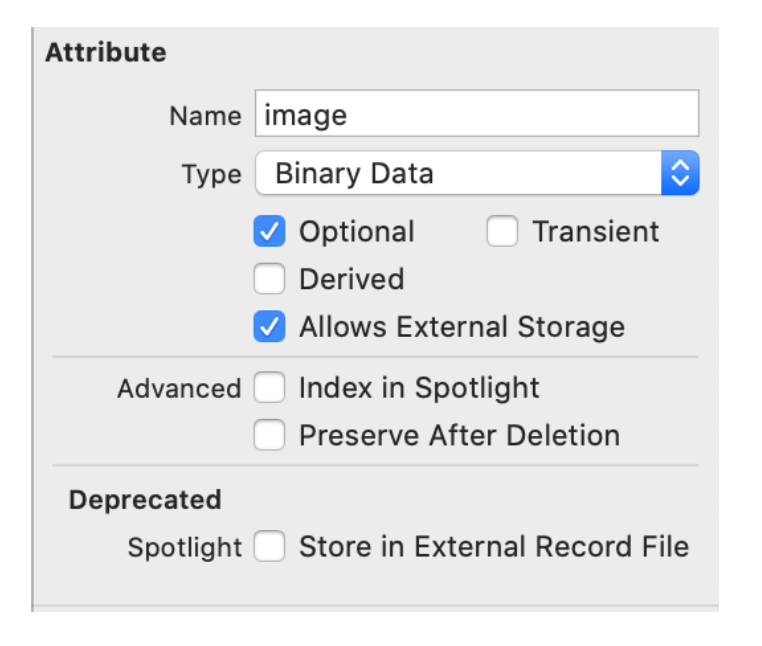 Attribute
Name image
Type Binary Data
Optional Transient
Derived
Allows External Storage
Advanced Index in Spotlight
Preserve After Deletion
Deprecated
Spotlight Store in External Record File